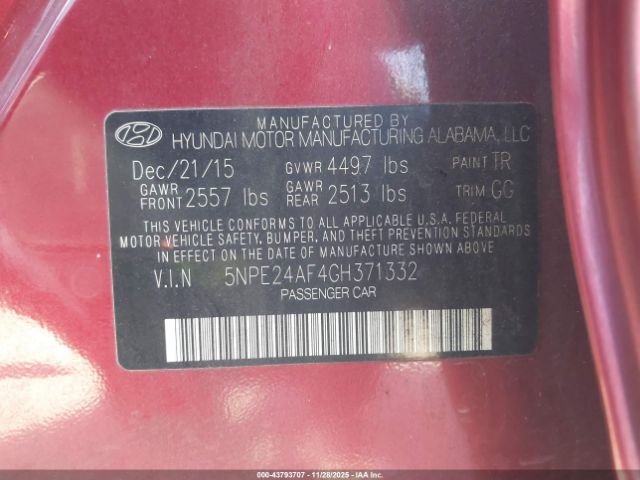 MANUFACTURED BY
HYUNDAI MOTOR MANUFACTURING ALABAMA, LLC
Dec/21/15 GVWR 4497 lbs PAINT TR
GAWR FRONT 2557 lbs GAWR REAR 2513 lbs TRIM GG
THIS VEHICLE CONFORMS TO ALL APPLICABLE U.S.A. FEDERAL
MOTOR VEHICLE SAFETY, BUMPER, AND THEFT PREVENTION STANDARDS
IN EFFECT ON THE DATE OF MANUFACTURE SHOWN ABOVE.
V.I.N 5NPE24AF4GH371332
PASSENGER CAR
000-43793707 - 11/28/2025 - IAAI.COM